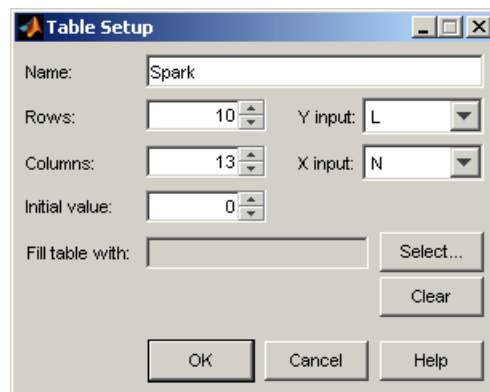 Table Setup
Name: Spark
Rows: 10 Y input: L
Columns: 13 X input: N
Initial value: 0
Fill table with: Select...
Clear
OK Cancel Help